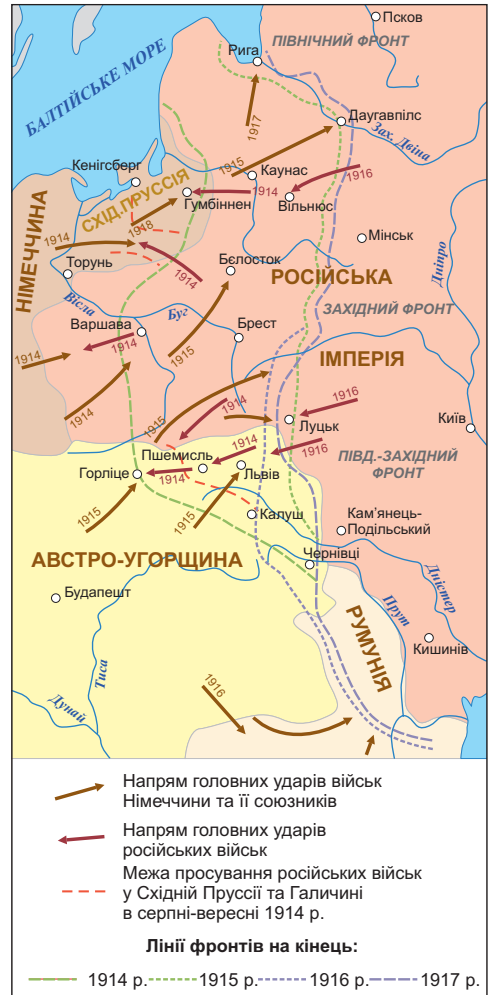 Псков
ПІВНІЧНИЙ ФРОНТ
Рига
БАЛТІЙСЬКЕ МОРЕ
Даугавпілс
Зах. Двіна
1917
Кенігсберг
1915
Каунас
1914
1916
СХІД.ПРУССІЯ
Гумбіннен
Вільнюс
1918
НІМЕЧЧИНА
1914
Мінськ
Дніпро
Торунь
1914
Бєлосток
РОСІЙСЬКА
Вісла
Буг
ЗАХІДНИЙ ФРОНТ
Варшава
1914
Брест
1914
1915
ІМПЕРІЯ
1914
1915
1914
1916
Луцьк
Київ
Пшемисль
1914
1916
ПІВД.-ЗАХІДНИЙ
ФРОНТ
Горліце
1914
Львів
1915
1915
Калуш
Кам’янець-
Подільський
АВСТРО-УГОРЩИНА
Чернівці
Дністер
Будапешт
Прут
РУМУНІЯ
Кишинів
Тиса
1916
Дунай
Напрям головних ударів військ
Німеччини та її союзників
Напрям головних ударів
російських військ
Межа просування російських військ
у Східній Пруссії та Галичині
в серпні-вересні 1914 р.
Лінії фронтів на кінець:
1914 р. 1915 р. 1916 р. 1917 р.